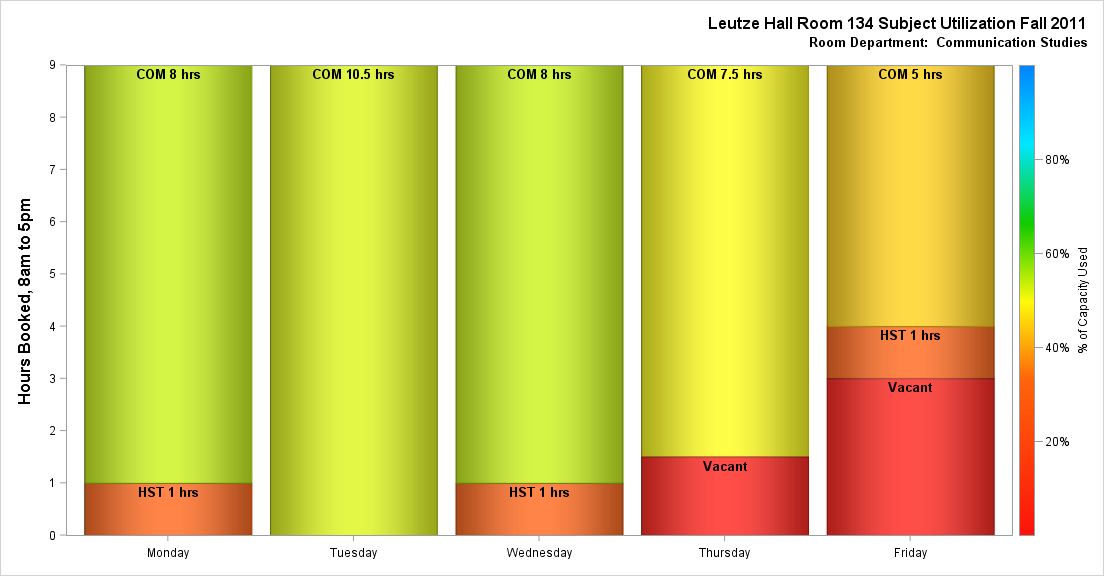 Leutze Hall Room 134 Subject Utilization Fall 2011
Room Department:  Communication Studies
Hours Booked, 8am to 5pm
9
8
7
6
5
4
3
2
1
0
COM 8 hrs
HST 1 hrs
COM 10.5 hrs
COM 8 hrs
HST 1 hrs
COM 7.5 hrs
Vacant
COM 5 hrs
HST 1 hrs
Vacant
Monday
Tuesday
Wednesday
Thursday
Friday
80%
60%
40%
20%
% of Capacity Used